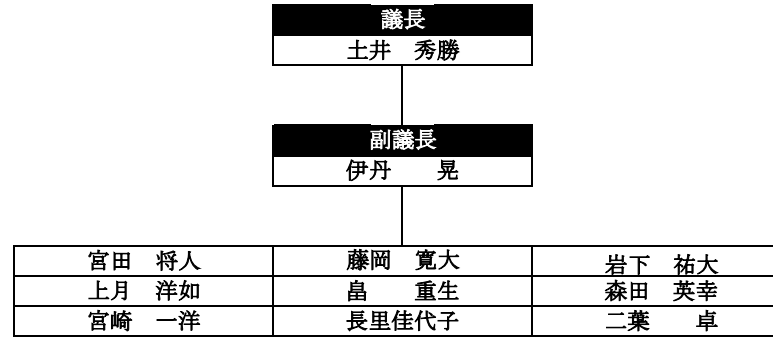 議長
土井　秀勝
副議長
伊丹　　晃
宮田　将人　藤岡　寛大　岩下　祐大
上月　洋如　畠　　重生　森田　英幸
宮崎　一洋　長里佳代子　二葉　　卓